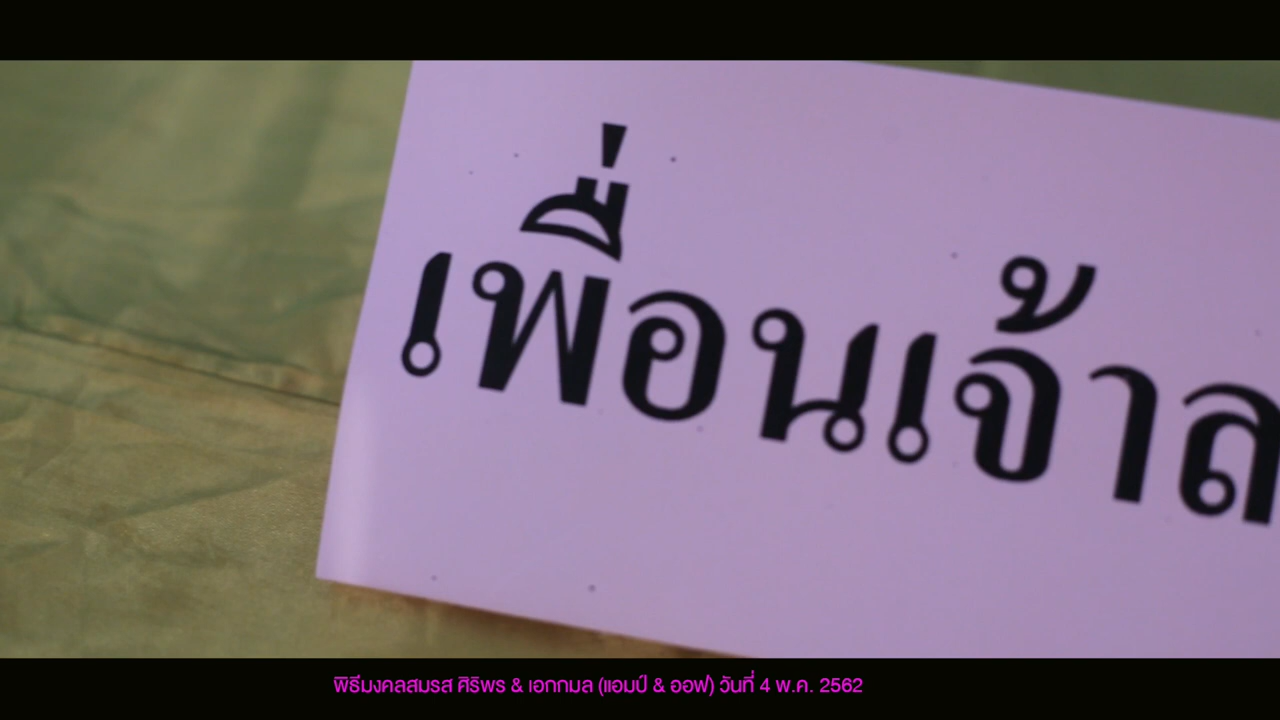 เพื่อนเจ้าส
พิธีมงคลสมรส ศิริพร & เอกกมล (แอมป์ & ออฟ) วันที่ 4 พ.ค. 2562